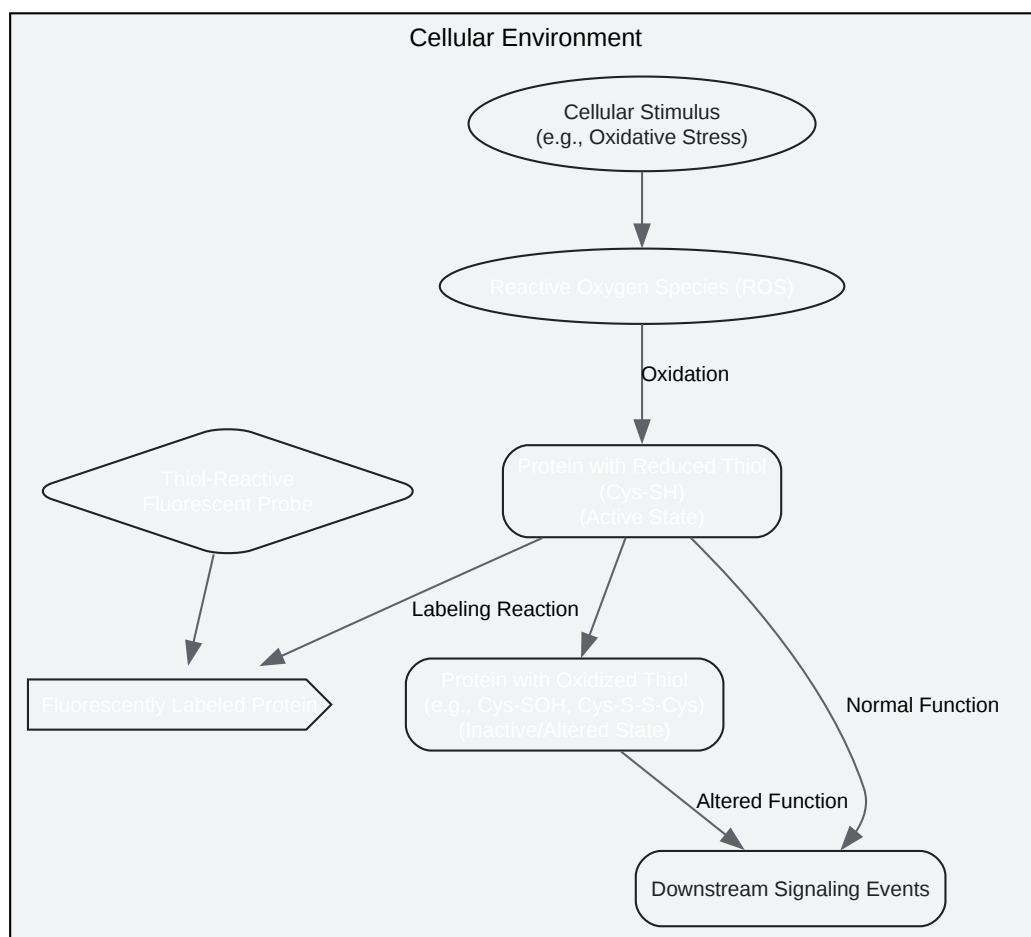 Cellular Environment
Cellular Stimulus
(e.g., Oxidative Stress)
Reactive Oxygen Species (ROS)
Oxidation
Thiol-Reactive
Fluorescent Probe
Protein with Reduced Thiol
(Cys-SH)
(Active State)
Labeling Reaction
Fluorescently Labeled Protein
Protein with Oxidized Thiol
(e.g., Cys-SOH, Cys-S-S-Cys)
(Inactive/Altered State)
Normal Function
Altered Function
Downstream Signaling Events